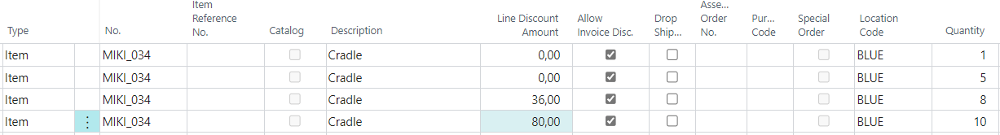 Type No. Item Reference No. Catalog Description Line Discount Amount Allow Invoice Disc. Drop Ship... Asse... Order No. Pur... Code Special Order Location Code Quantity
Item MIKI_034 Cradle 0,00 BLUE 1
Item MIKI_034 Cradle 0,00 BLUE 5
Item MIKI_034 Cradle 36,00 BLUE 8
Item MIKI_034 Cradle 80,00 BLUE 10